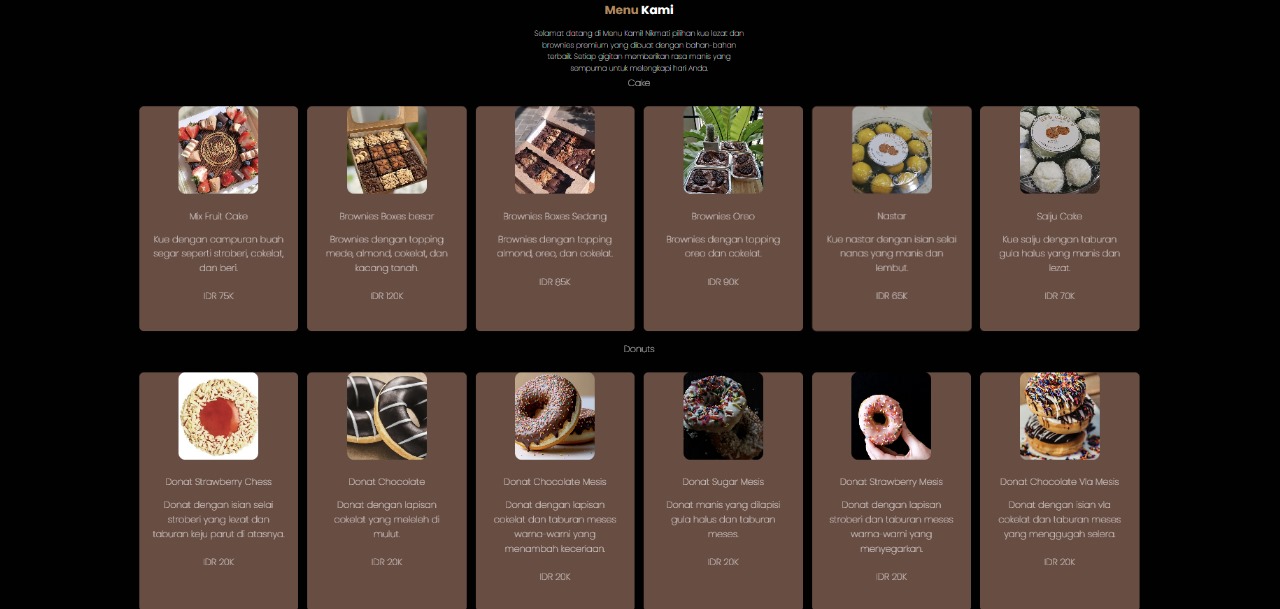 Menu Kami
Selamat datang di Menu Kami! Nikmati pilihan kue lezat dan
brownies premium yang dibuat dengan bahan-bahan
terbaik. Setiap gigitan memberikan rasa manis yang
sempurna untuk melengkapi hari Anda.
Cake
Mix Fruit Cake
Kue dengan campuran buah
segar seperti stroberi, cokelat,
dan beri.
IDR 75K
Brownies Boxes besar
Brownies dengan topping
mede, almond, cokelat, dan
kacang tanah.
IDR 120K
Brownies Boxes Sedang
Brownies dengan topping
almond, oreo, dan cokelat.
IDR 85K
Brownies Oreo
Brownies dengan topping
oreo dan cokelat.
IDR 90K
Nastar
Kue nastar dengan isian selai
nanas yang manis dan
lembut.
IDR 65K
Salju Cake
Kue salju dengan taburan
gula halus yang manis dan
lezat.
IDR 70K
Donuts
Donat Strawberry Chess
Donat dengan isian selai
stroberi yang lezat dan
taburan keju parut di atasnya.
IDR 20K
Donat Chocolate
Donat dengan lapisan
cokelat yang meleleh di
mulut.
IDR 20K
Donat Chocolate Mesis
Donat dengan lapisan
cokelat dan taburan meses
warna-warni yang
menambah keceriaan.
IDR 20K
Donat Sugar Mesis
Donat manis yang dilapisi
gula halus dan taburan
meses.
IDR 20K
Donat Strawberry Mesis
Donat dengan lapisan
stroberi dan taburan meses
warna-warni yang
menyegarkan.
IDR 20K
Donat Chocolate Vla Mesis
Donat dengan isian vla
cokelat dan taburan meses
yang menggugah selera.
IDR 20K